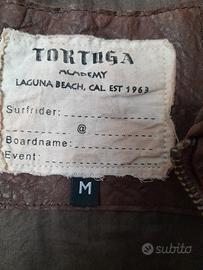 TORTUGA
ACADEMY
LAGUNA BEACH, CAL EST 1963
Surfrider:
@
Boardname:
Event:
M
subito